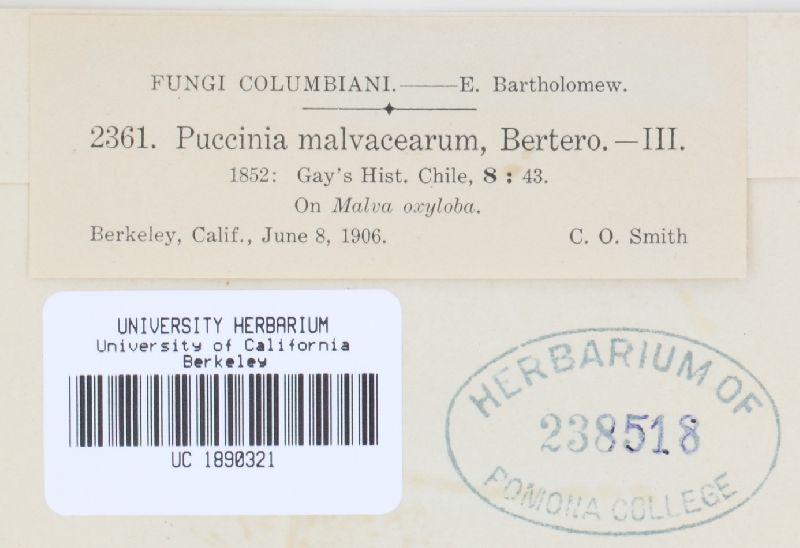 FUNGI COLUMBIANI.——E. Bartholomew.
2361. Puccinia malvacearum, Bertero.—III.
1852: Gay's Hist. Chile, 8 : 43.
On Malva oxyloba.
Berkeley, Calif., June 8, 1906. C. O. Smith
UNIVERSITY HERBARIUM
University of California
Berkeley
UC 1890321
HERBARIUM OF
238518
POMONA COLLEGE